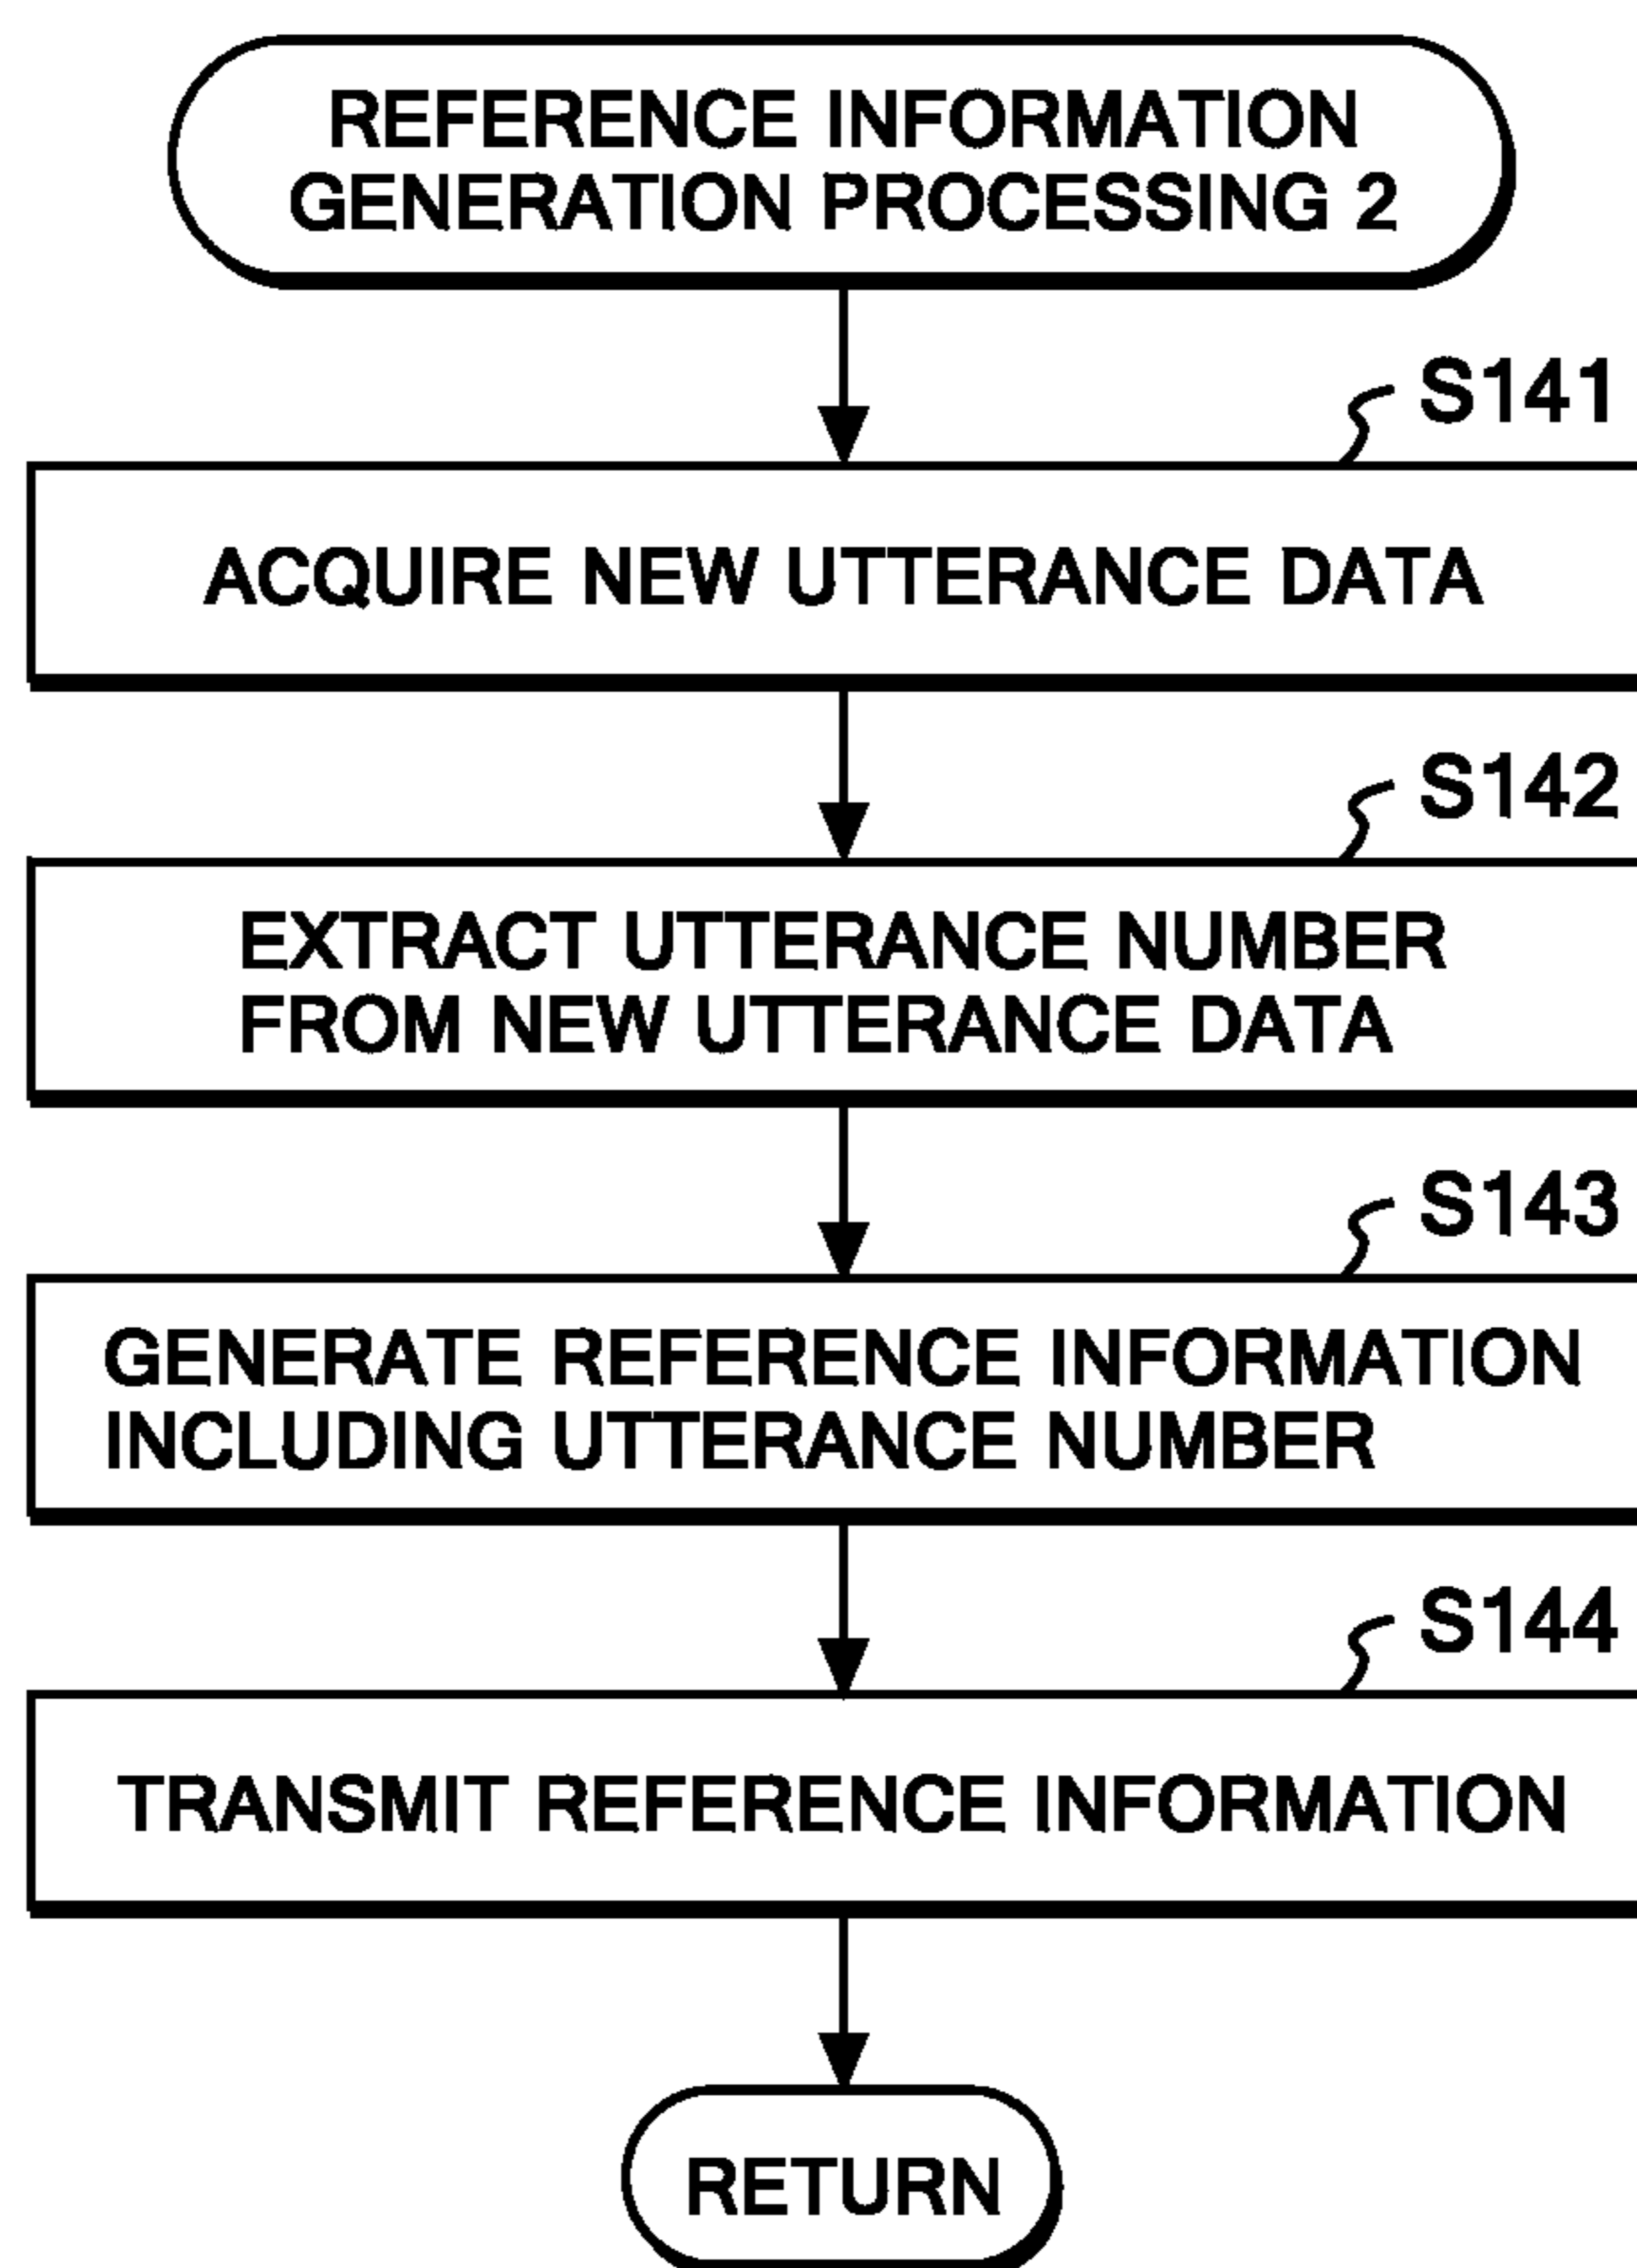 REFERENCE INFORMATION
GENERATION PROCESSING 2
S141
ACQUIRE NEW UTTERANCE DATA
S142
EXTRACT UTTERANCE NUMBER
FROM NEW UTTERANCE DATA
S143
GENERATE REFERENCE INFORMATION
INCLUDING UTTERANCE NUMBER
S144
TRANSMIT REFERENCE INFORMATION
RETURN